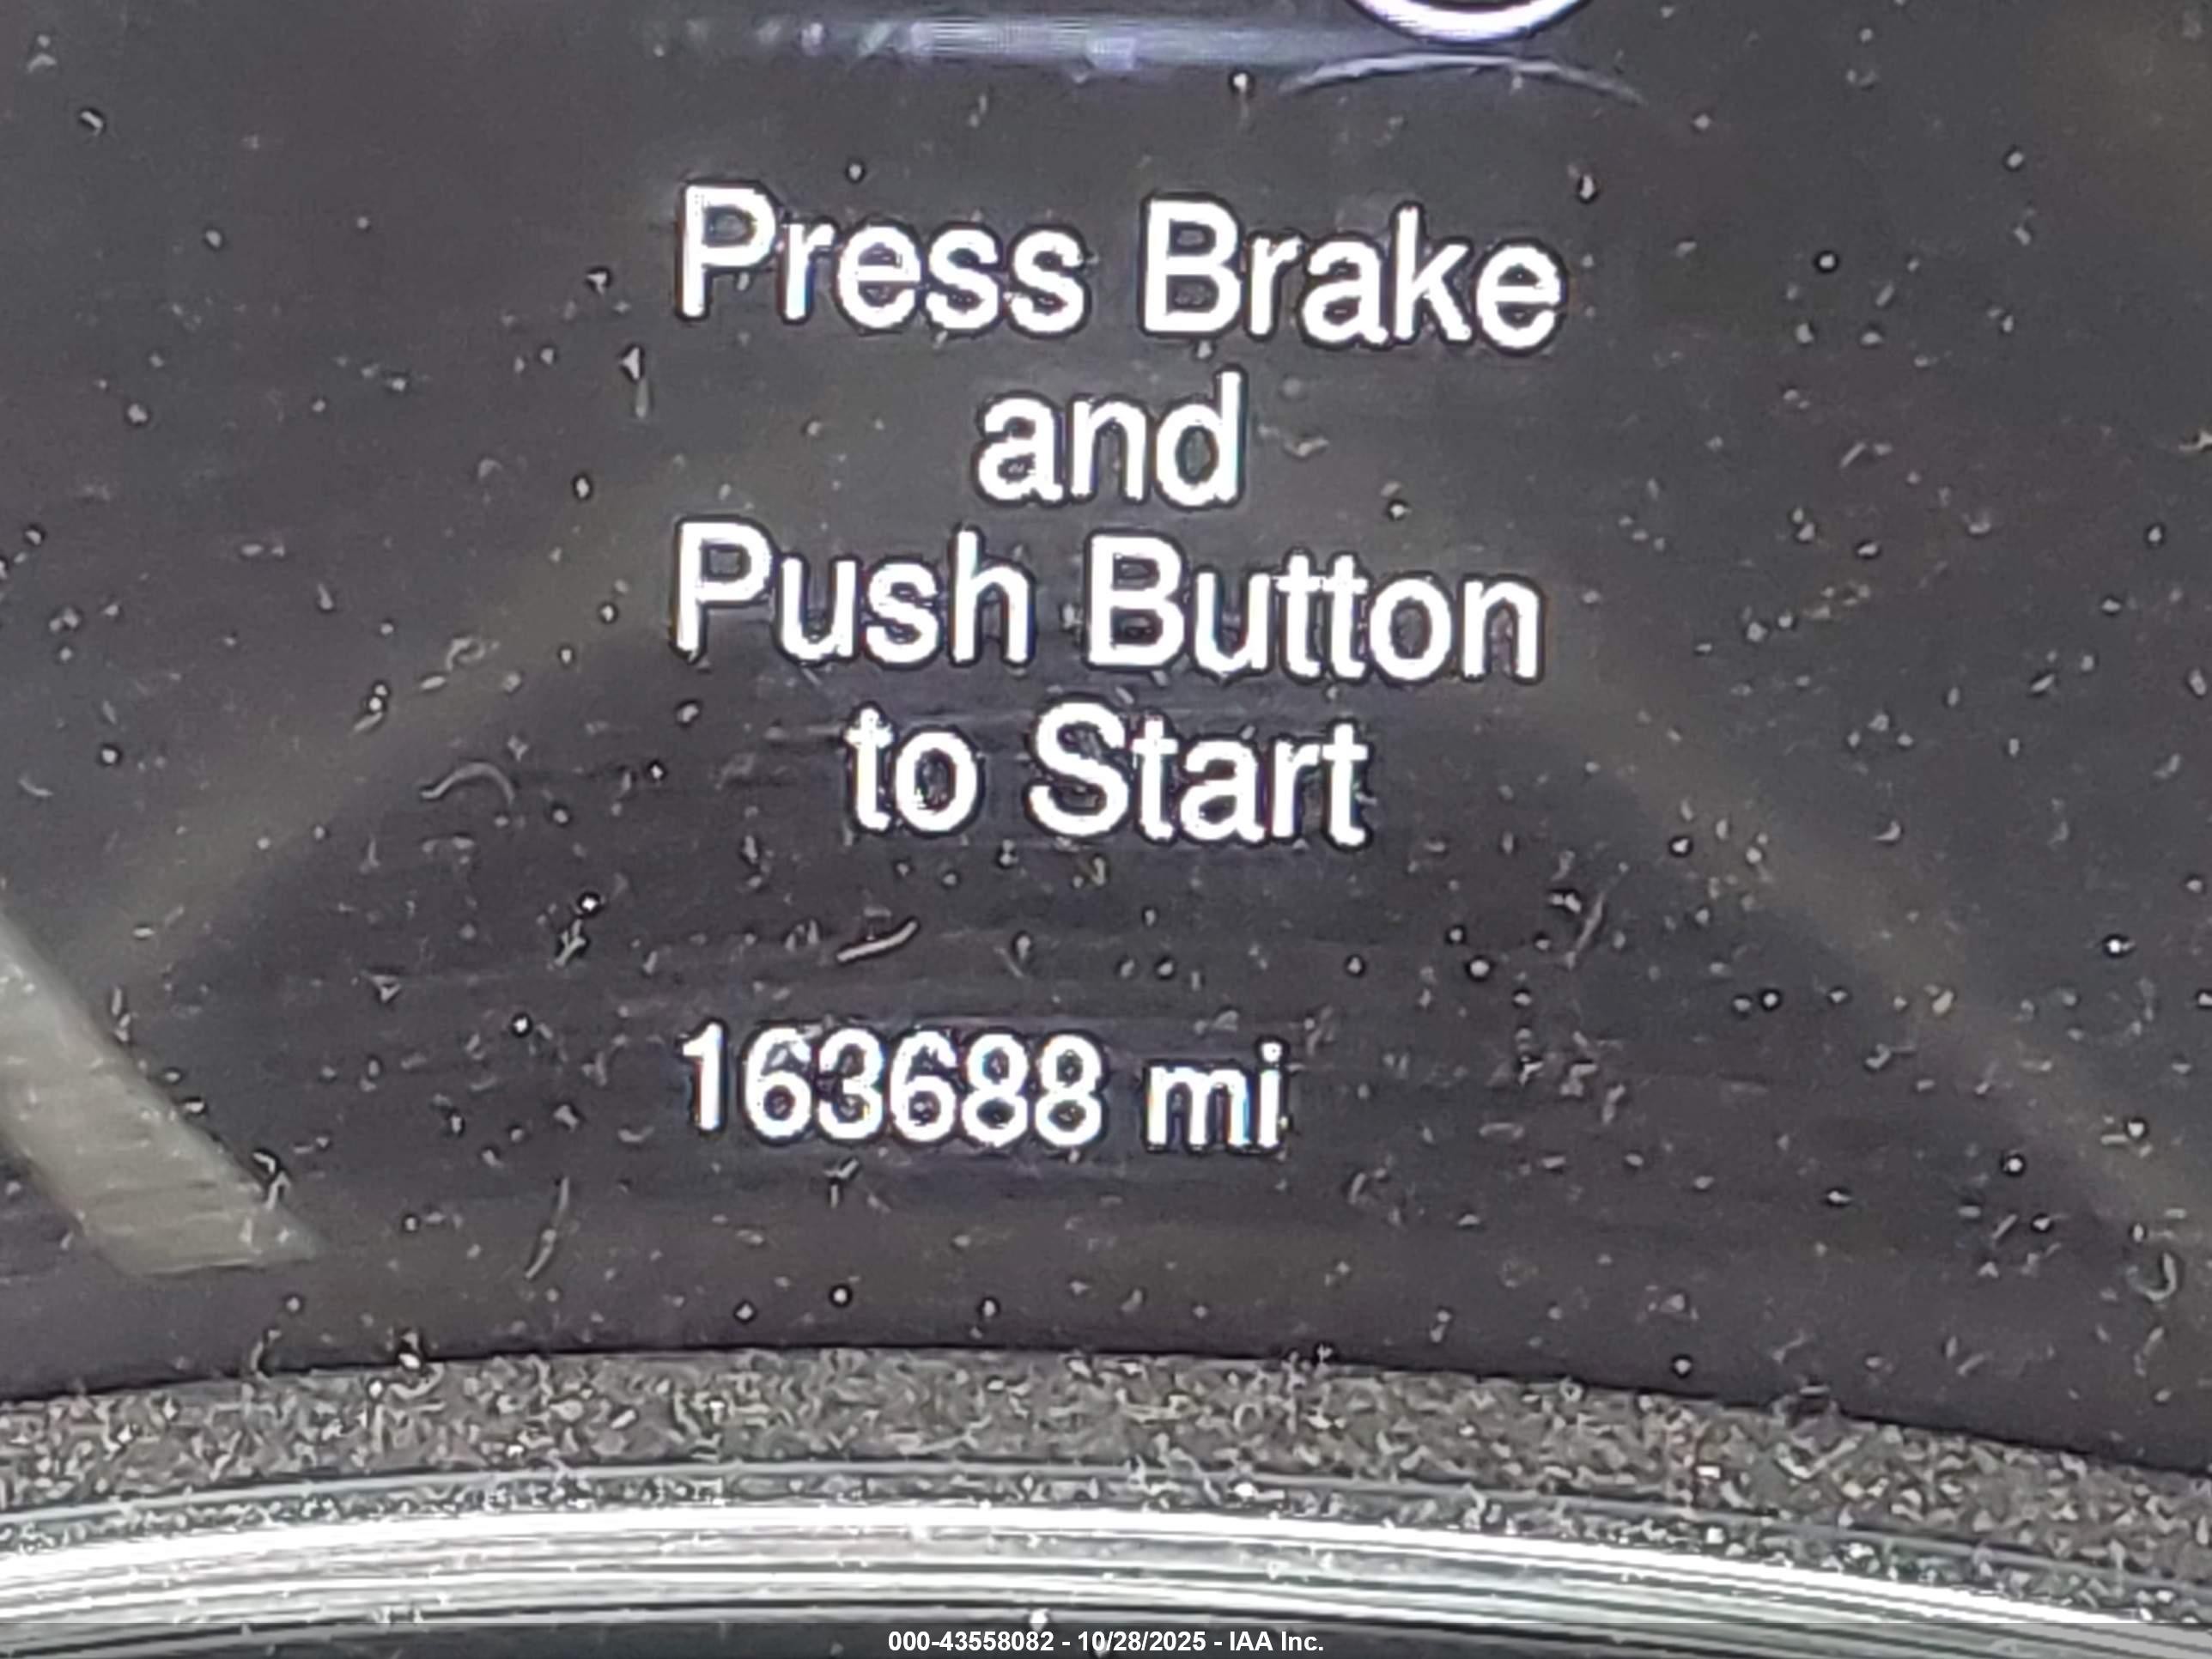 Press Brake
and
Push Button
to Start
163688 mi
000-43558082 - 10/28/2025 - IAA Inc.